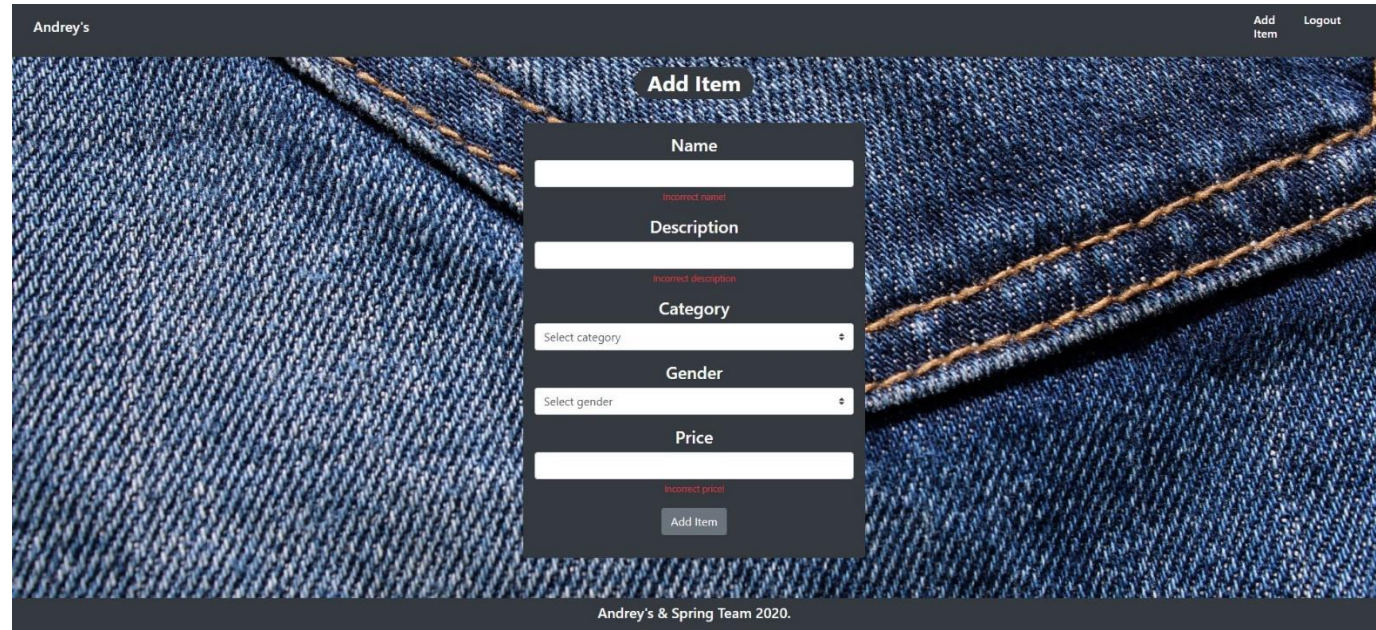 Andrey's
Add
Item
Logout
Add Item
Name
Incorrect name!
Description
Incorrect description
Category
Select category
Gender
Select gender
Price
Incorrect price!
Add Item
Andrey's & Spring Team 2020.